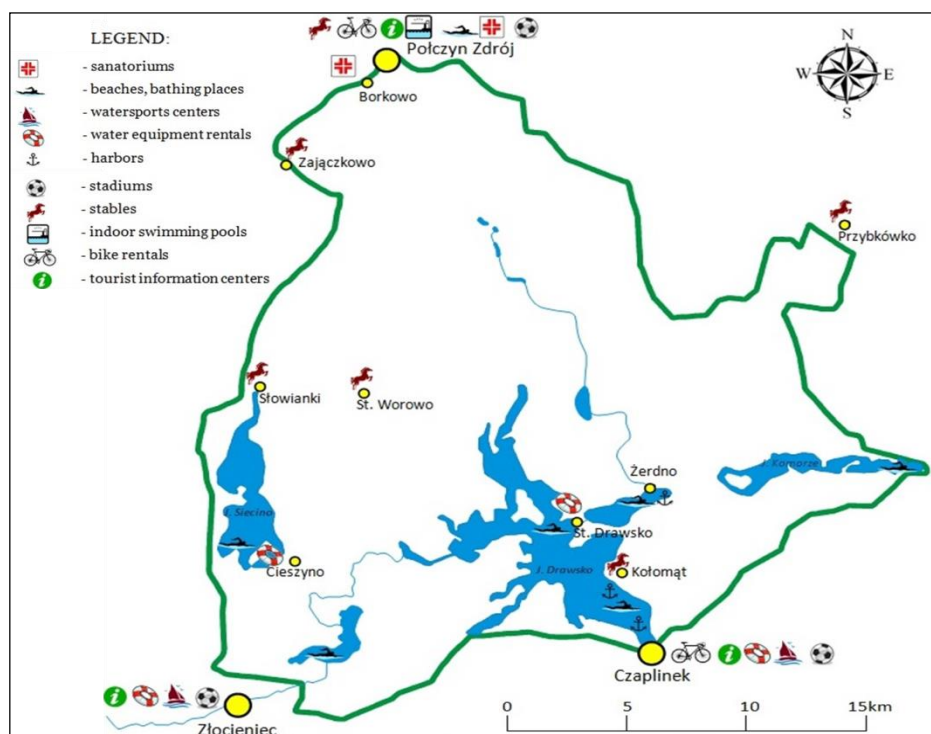 LEGEND:
- sanatoriums
- beaches, bathing places
- watersports centers
- water equipment rentals
- harbors
- stadiums
- stables
- indoor swimming pools
- bike rentals
- tourist information centers
Połczyn Zdrój
N
W E
S
Borkowo
Zajączkowo
Przybkówko
Słowianki
St. Worowo
J. Komorze
Żerdno
J. Siecino
St. Drawsko
Cieszyno
J. Drawsko
Kołomąt
Czaplinek
Złocieniec
0 5 10 15km